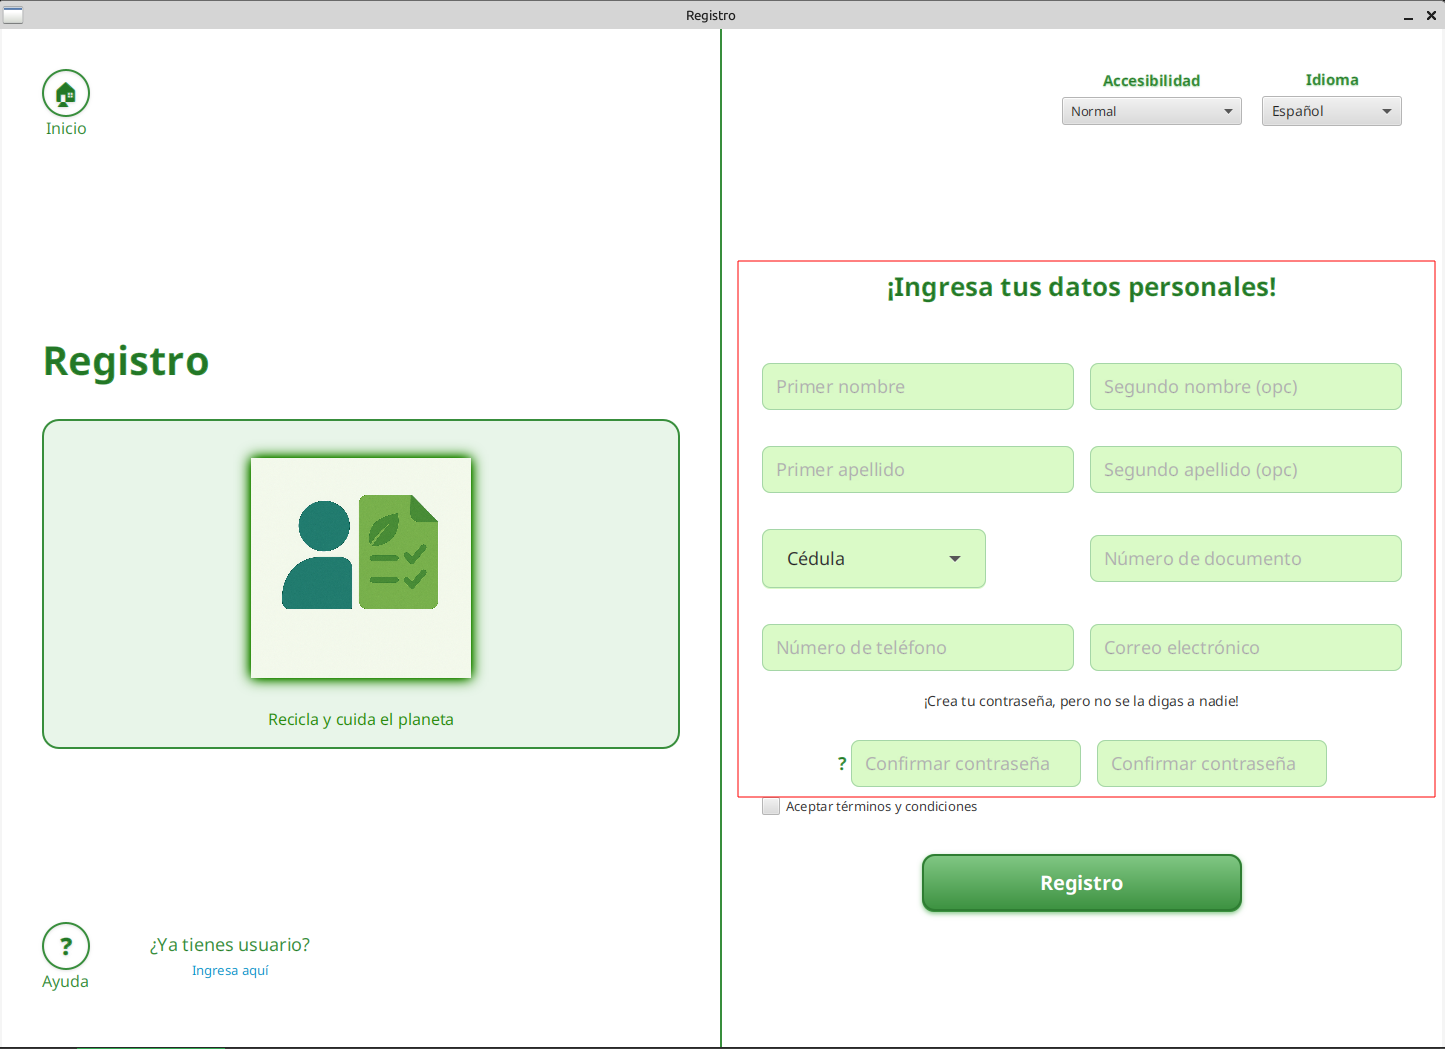 Registro
Inicio
Accesibilidad
Idioma
Normal
Español
Registro
Recicla y cuida el planeta
¿Ya tienes usuario?
Ingresa aquí
?
Ayuda
¡Ingresa tus datos personales!
Primer nombre
Segundo nombre (opc)
Primer apellido
Segundo apellido (opc)
Cédula
Número de documento
Número de teléfono
Correo electrónico
¡Crea tu contraseña, pero no se la digas a nadie!
? Confirmar contraseña
Confirmar contraseña
Aceptar términos y condiciones
Registro